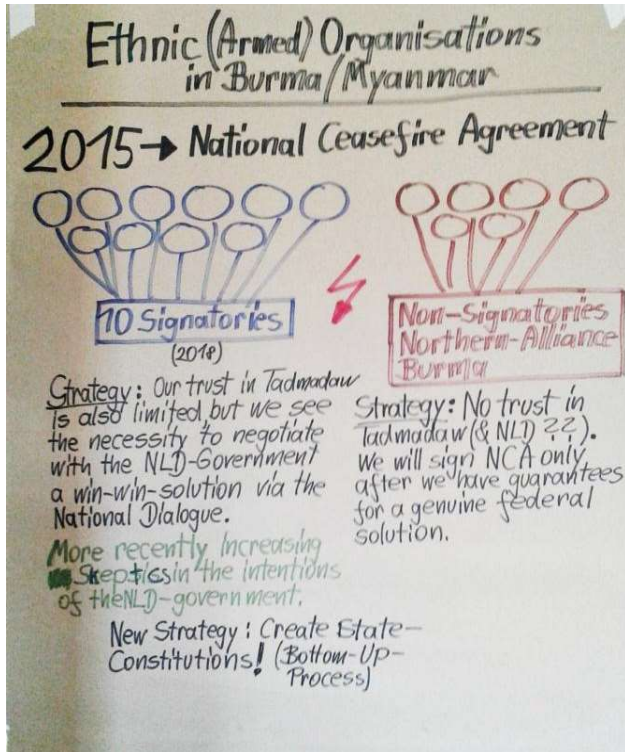 Ethnic (Armed) Organisations
in Burma/Myanmar
2015→ National Ceasefire Agreement
10 Signatories
(2018)
Strategy: Our trust in Tadmadaw
is also limited, but we see
the necessity to negotiate
with the NLD-Government
a win-win-solution via the
National Dialogue.
More recently increasing
Skeptics in the intentions
of the NLD-government.
New Strategy: Create State-
Constitutions! (Bottom-Up-
Process)
Non-Signatories
Northern-Alliance
Burma
Strategy: No trust in
Tadmadaw (& NLD ??).
We will sign NCA only
after we have guarantees
for a genuine federal
solution.